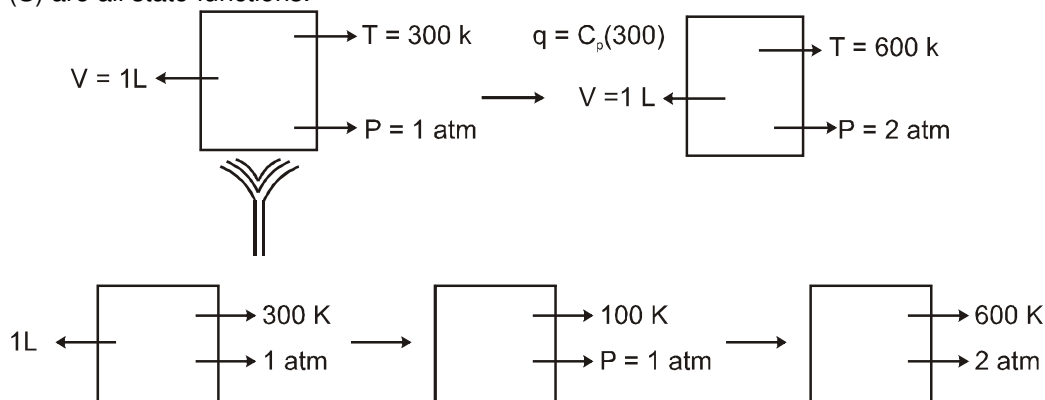 (S) are all state functions.
T = 300 k
q = Cₚ(300)
T = 600 k
V = 1L
V =1 L
P = 1 atm
P = 2 atm
300 K
100 K
600 K
1L
1 atm
P = 1 atm
2 atm